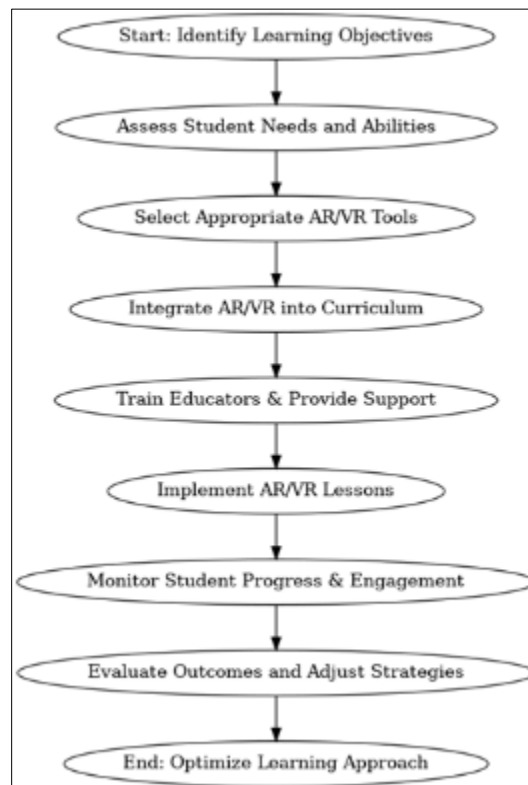 Start: Identify Learning Objectives
Assess Student Needs and Abilities
Select Appropriate AR/VR Tools
Integrate AR/VR into Curriculum
Train Educators & Provide Support
Implement AR/VR Lessons
Monitor Student Progress & Engagement
Evaluate Outcomes and Adjust Strategies
End: Optimize Learning Approach